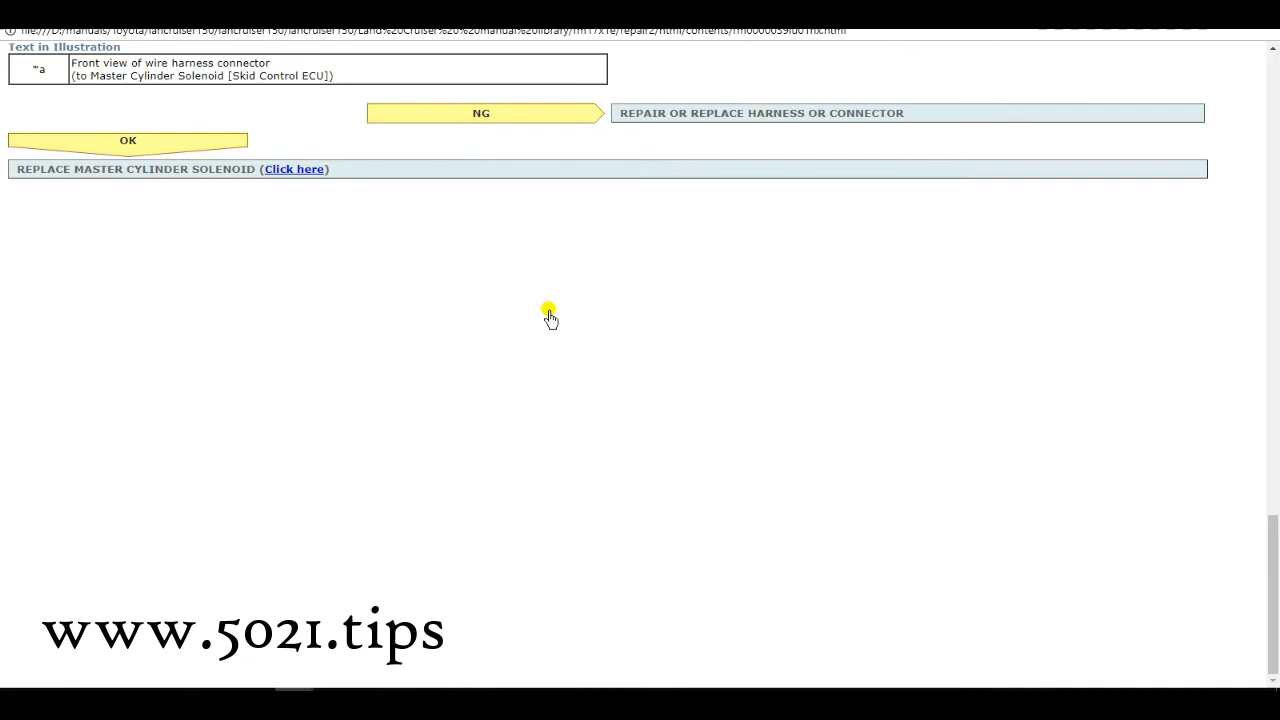 Text in Illustration
*a
Front view of wire harness connector
(to Master Cylinder Solenoid [Skid Control ECU])
NG
REPAIR OR REPLACE HARNESS OR CONNECTOR
OK
REPLACE MASTER CYLINDER SOLENOID (Click here)
www.5021.tips